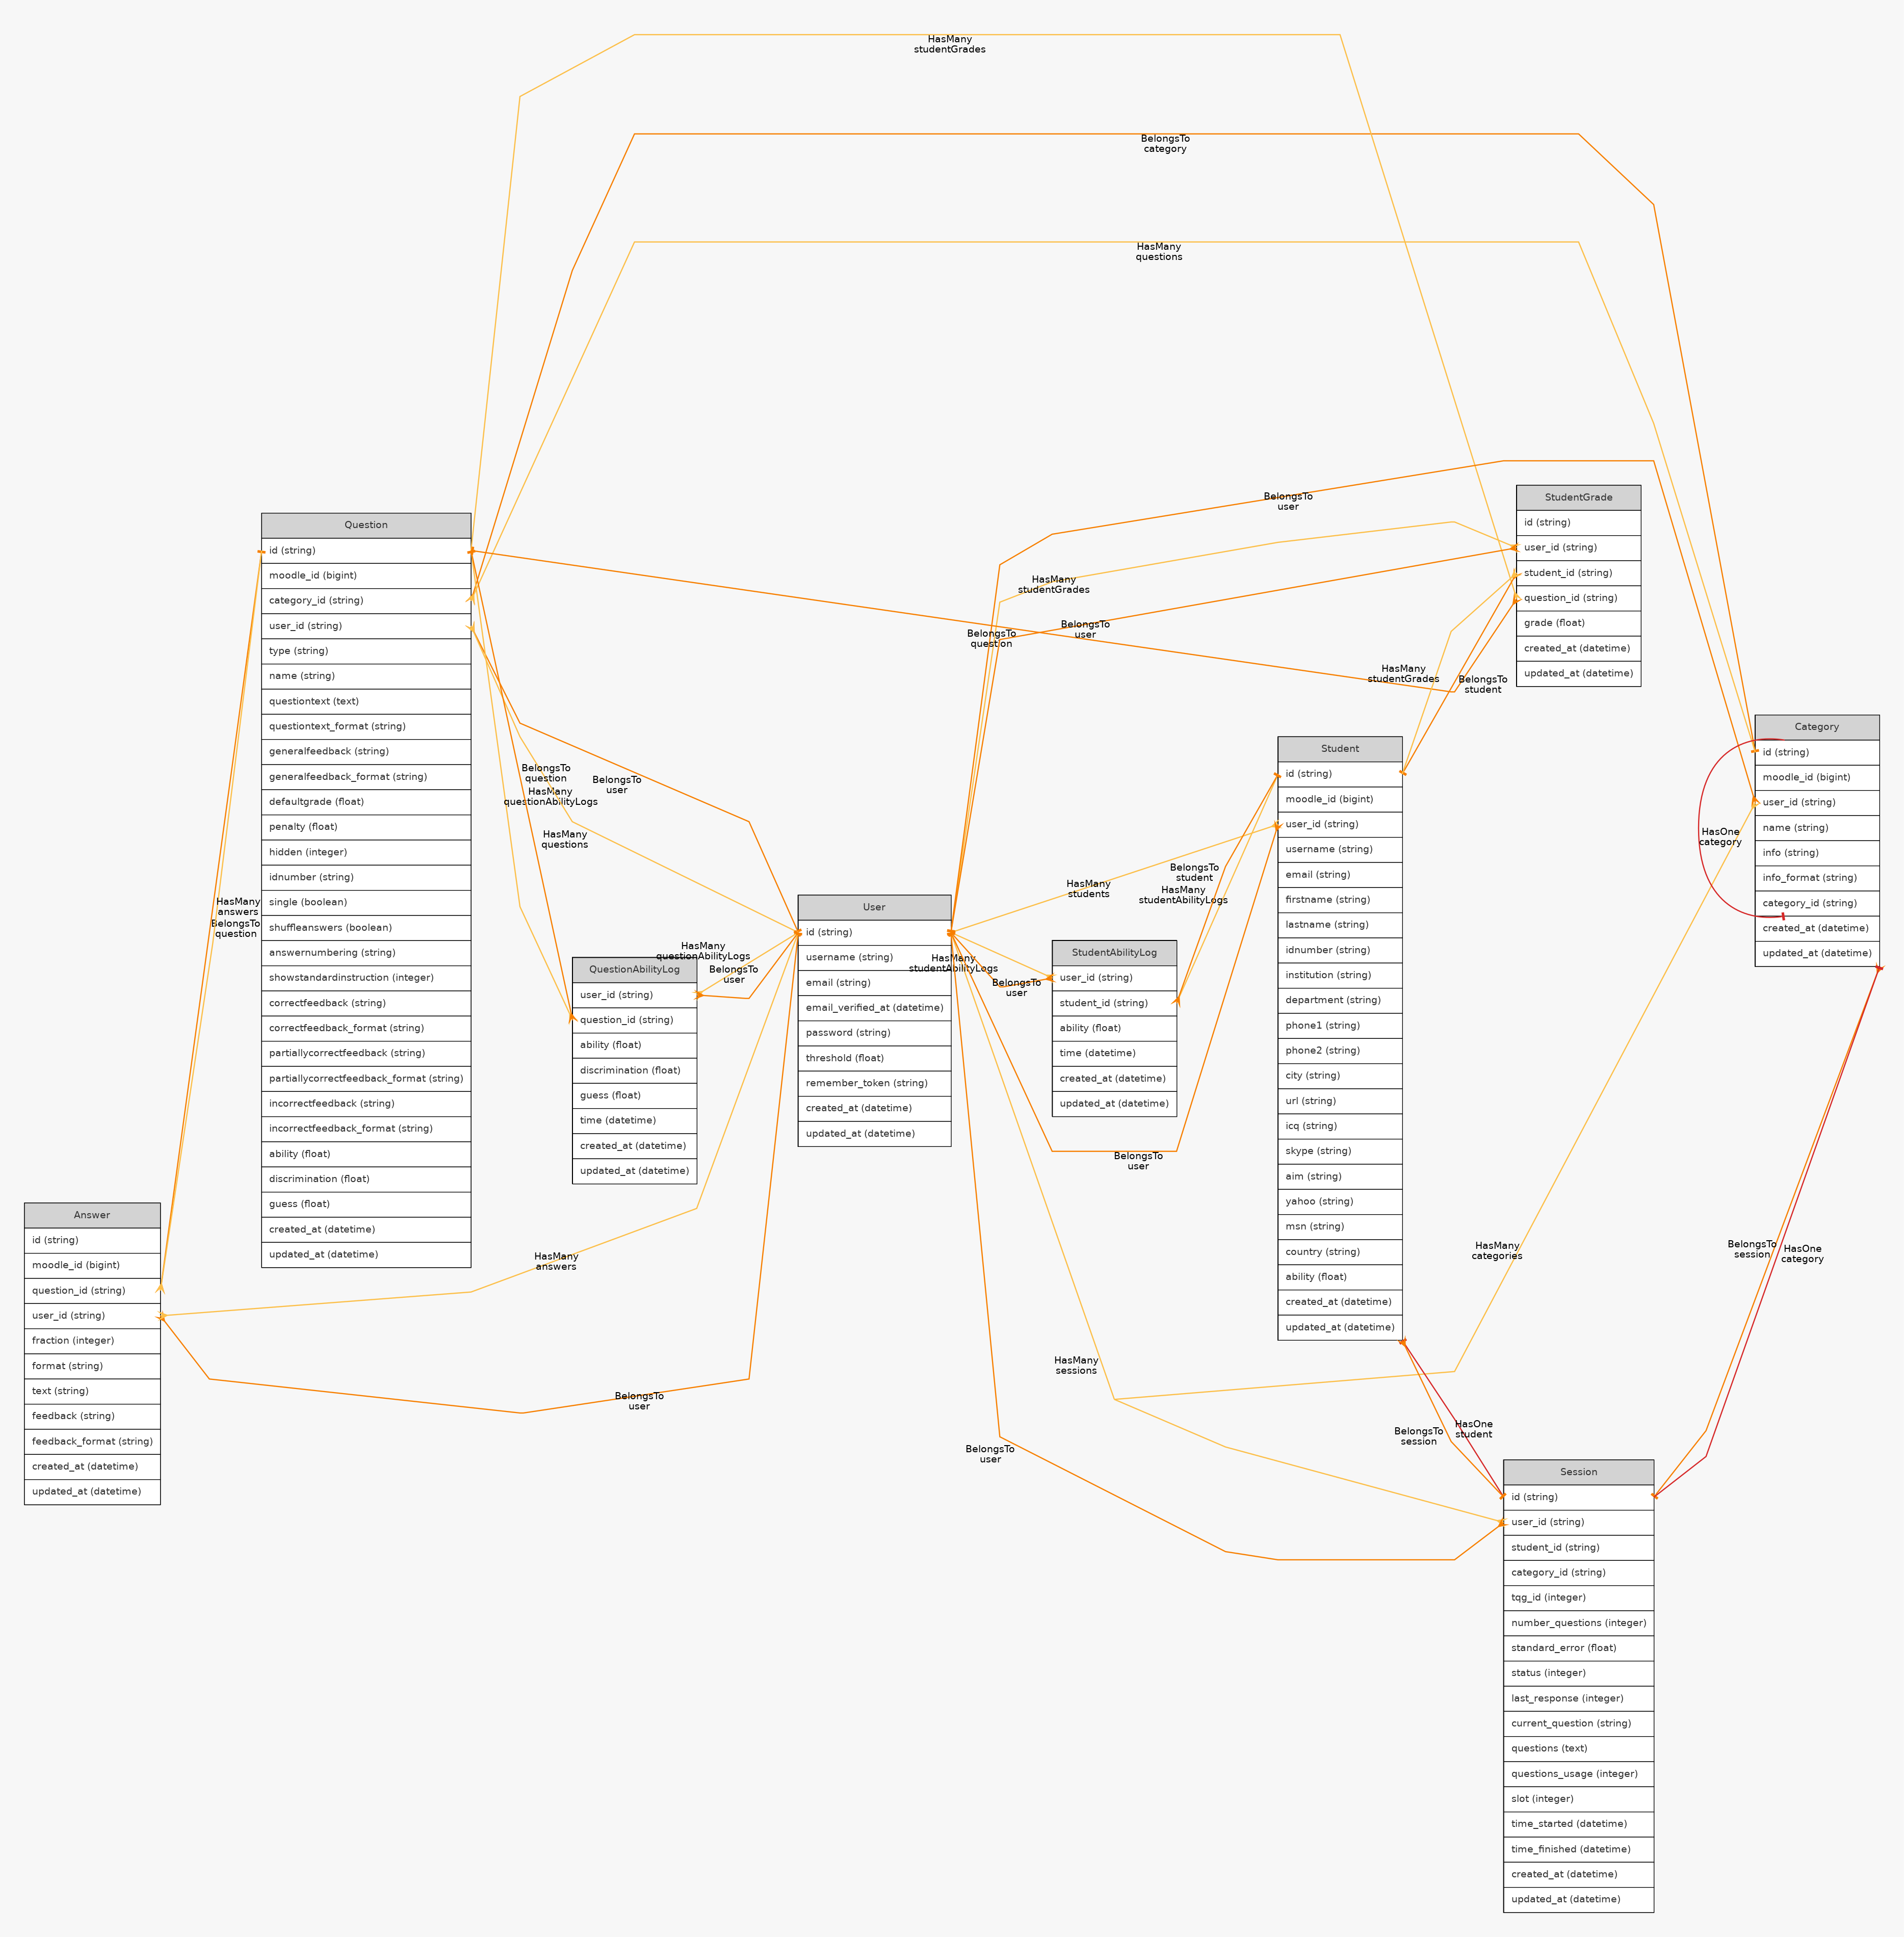 HasMany
studentGrades
BelongsTo
category
HasMany
questions
BelongsTo
user
HasMany
studentGrades
BelongsTo
question
BelongsTo
user
HasMany
studentGrades
BelongsTo
student
StudentGrade
id (string)
user_id (string)
student_id (string)
question_id (string)
grade (float)
created_at (datetime)
updated_at (datetime)
Question
id (string)
moodle_id (bigint)
category_id (string)
user_id (string)
type (string)
name (string)
questiontext (text)
questiontext_format (string)
generalfeedback (string)
generalfeedback_format (string)
defaultgrade (float)
penalty (float)
hidden (integer)
idnumber (string)
single (boolean)
shuffleanswers (boolean)
answernumbering (string)
showstandardinstruction (integer)
correctfeedback (string)
correctfeedback_format (string)
partiallycorrectfeedback (string)
partiallycorrectfeedback_format (string)
incorrectfeedback (string)
incorrectfeedback_format (string)
ability (float)
discrimination (float)
guess (float)
created_at (datetime)
updated_at (datetime)
BelongsTo
question
HasMany
questionAbilityLogs
BelongsTo
user
HasMany
questions
HasMany
answers
BelongsTo
question
Category
id (string)
moodle_id (bigint)
user_id (string)
name (string)
info (string)
info_format (string)
category_id (string)
created_at (datetime)
updated_at (datetime)
HasOne
category
Student
id (string)
moodle_id (bigint)
user_id (string)
username (string)
email (string)
firstname (string)
lastname (string)
idnumber (string)
institution (string)
department (string)
phone1 (string)
phone2 (string)
city (string)
url (string)
icq (string)
skype (string)
aim (string)
yahoo (string)
msn (string)
country (string)
ability (float)
created_at (datetime)
updated_at (datetime)
BelongsTo
student
HasMany
studentAbilityLogs
HasMany
students
User
id (string)
username (string)
email (string)
email_verified_at (datetime)
password (string)
threshold (float)
remember_token (string)
created_at (datetime)
updated_at (datetime)
HasMany
questionAbilityLogs
BelongsTo
user
QuestionAbilityLog
user_id (string)
question_id (string)
ability (float)
discrimination (float)
guess (float)
time (datetime)
created_at (datetime)
updated_at (datetime)
HasMany
studentAbilityLogs
BelongsTo
user
StudentAbilityLog
user_id (string)
student_id (string)
ability (float)
time (datetime)
created_at (datetime)
updated_at (datetime)
BelongsTo
user
Answer
id (string)
moodle_id (bigint)
question_id (string)
user_id (string)
fraction (integer)
format (string)
text (string)
feedback (string)
feedback_format (string)
created_at (datetime)
updated_at (datetime)
HasMany
answers
BelongsTo
user
HasMany
categories
BelongsTo
session
HasOne
category
HasMany
sessions
BelongsTo
user
BelongsTo
session
HasOne
student
Session
id (string)
user_id (string)
student_id (string)
category_id (string)
tqg_id (integer)
number_questions (integer)
standard_error (float)
status (integer)
last_response (integer)
current_question (string)
questions (text)
questions_usage (integer)
slot (integer)
time_started (datetime)
time_finished (datetime)
created_at (datetime)
updated_at (datetime)